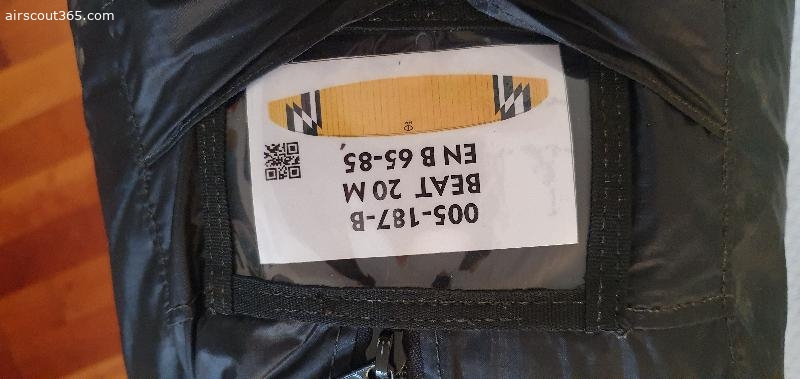 airscout365.com
005-187-B
BEAT 20 M
EN B 65-85,